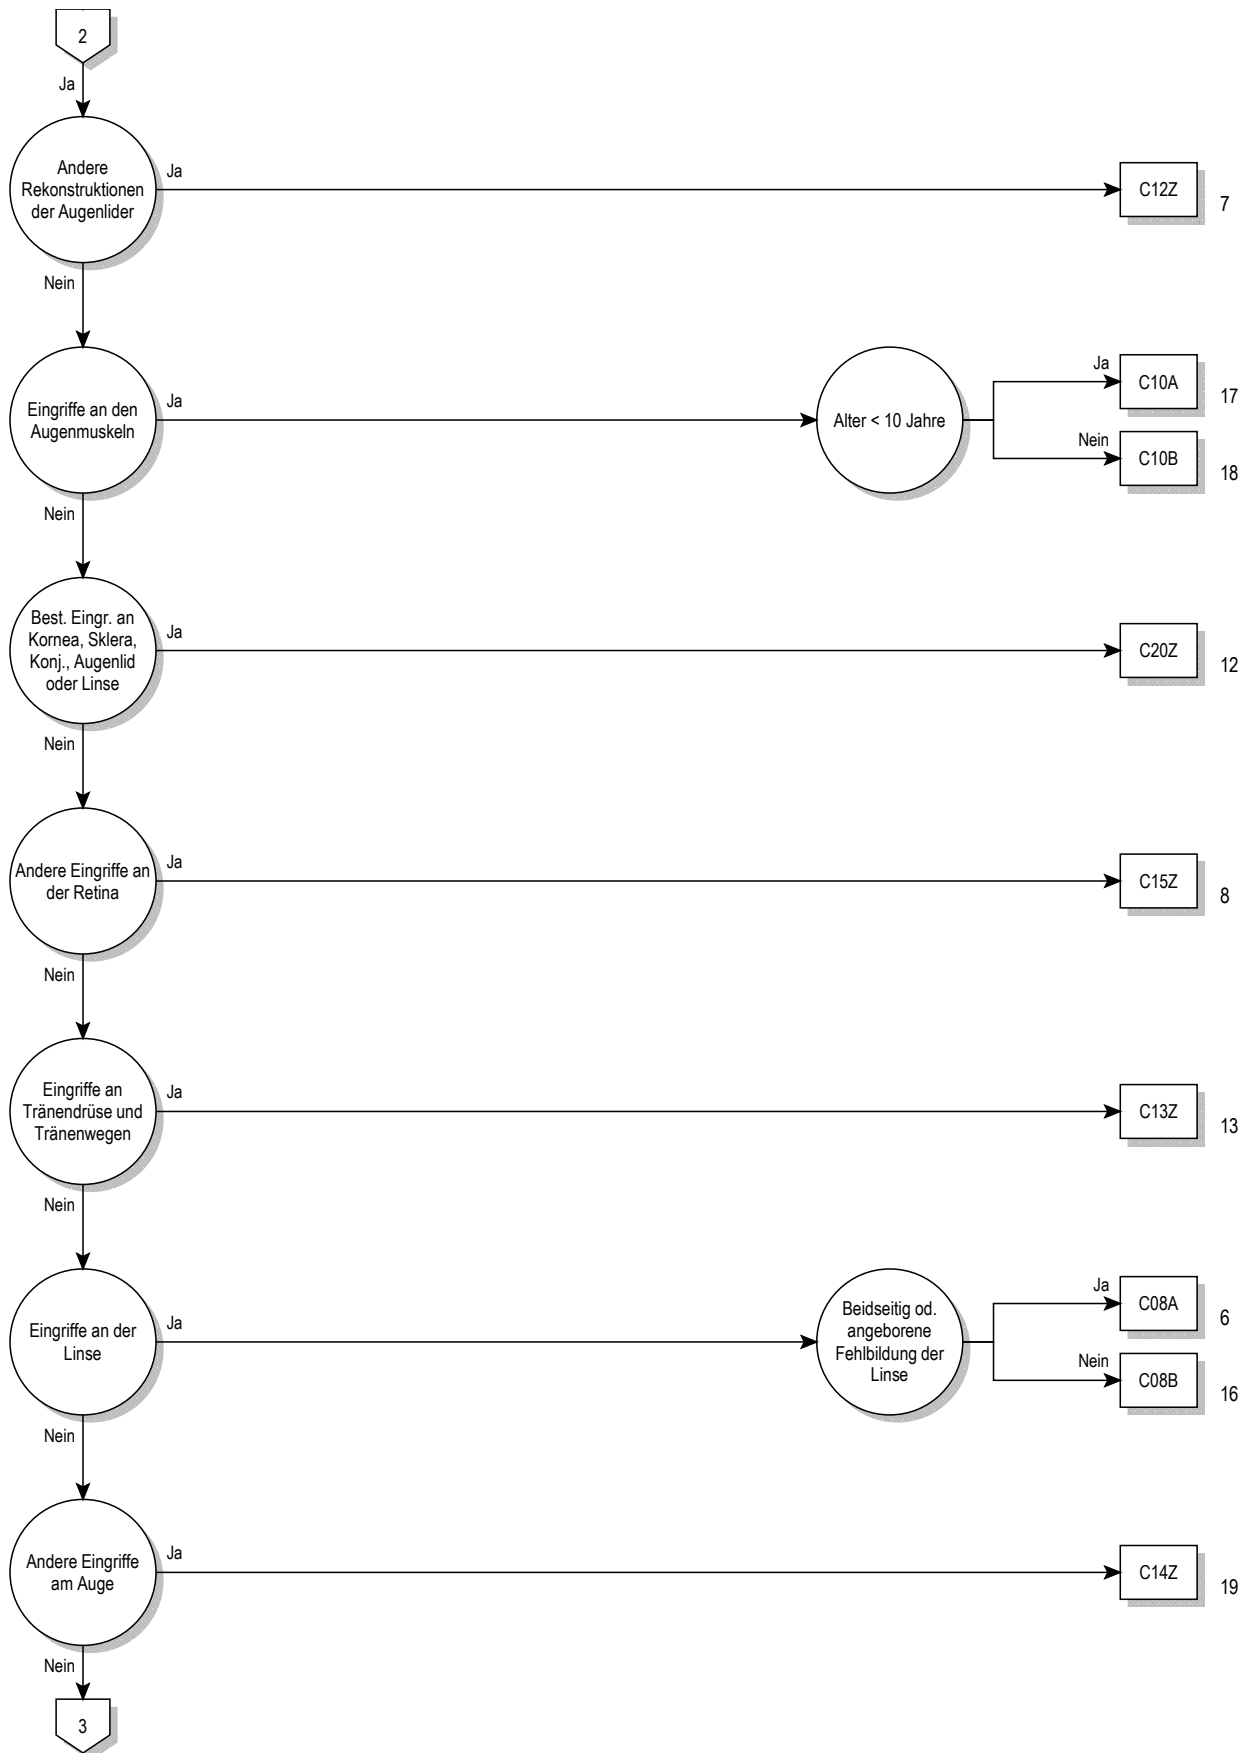 2
Ja
Andere
Rekonstruktionen
der Augenlider
Ja
C12Z
7
Nein
Eingriffe an den
Augenmuskeln
Ja
Alter < 10 Jahre
Ja
C10A
17
Nein
C10B
18
Nein
Best. Eingr. an
Kornea, Sklera,
Konj., Augenlid
oder Linse
Ja
C20Z
12
Nein
Andere Eingriffe an
der Retina
Ja
C15Z
8
Nein
Eingriffe an
Tränendrüse und
Tränenwegen
Ja
C13Z
13
Nein
Eingriffe an der
Linse
Ja
Beidseitig od.
angeborene
Fehlbildung der
Linse
Ja
C08A
6
Nein
C08B
16
Nein
Andere Eingriffe
am Auge
Ja
C14Z
19
Nein
3